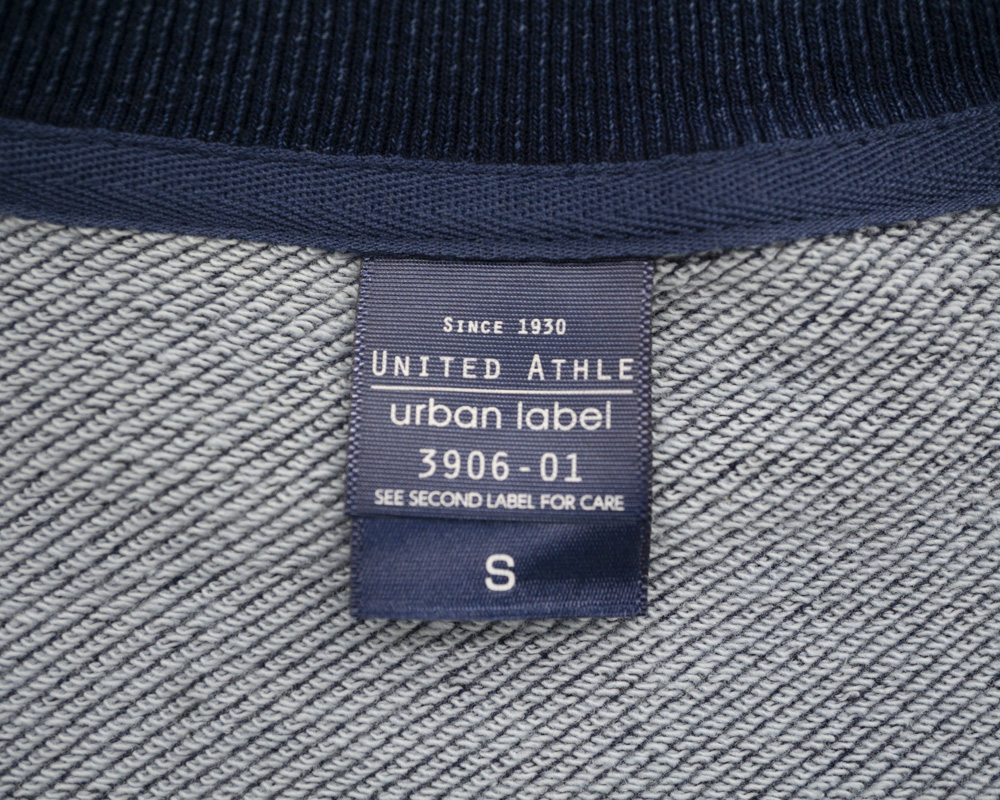 SINCE 1930
UNITED ATHLE
urban label
3906-01
SEE SECOND LABEL FOR CARE
S